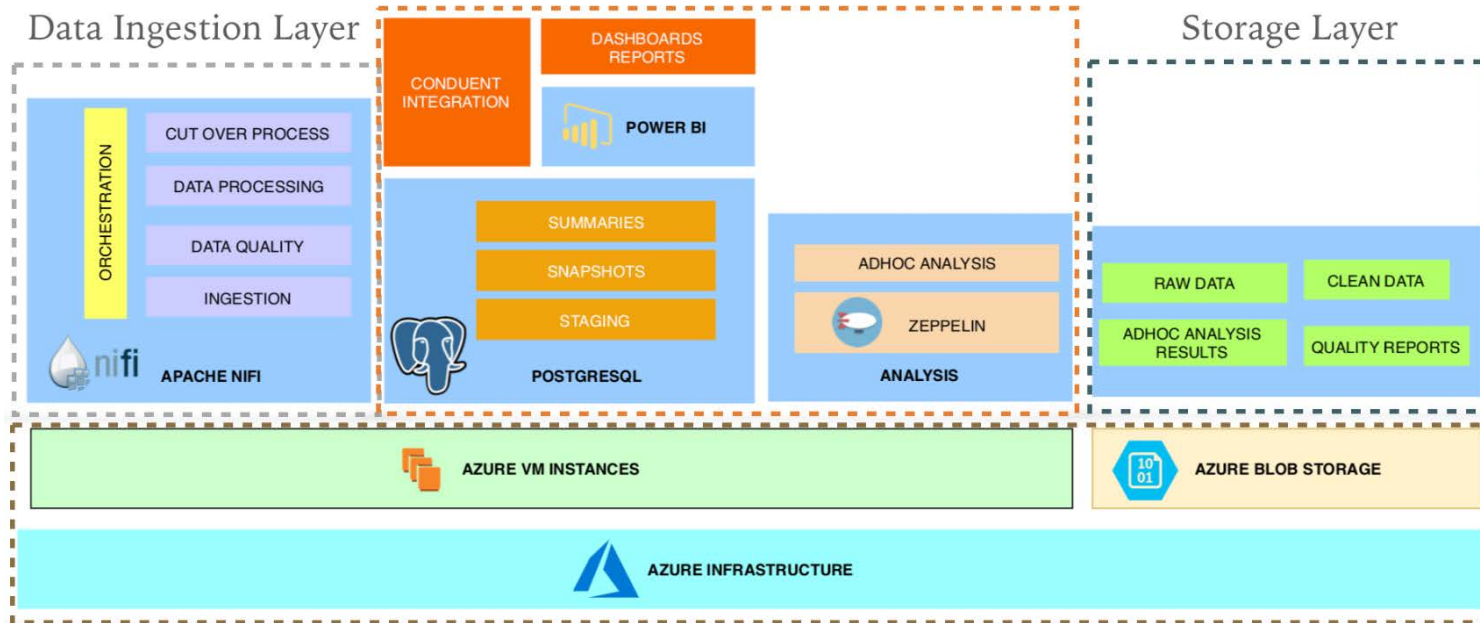 Data Ingestion Layer
Storage Layer
ORCHESTRATION
CUT OVER PROCESS
DATA PROCESSING
DATA QUALITY
INGESTION
nifi
APACHE NIFI
CONDUENT
INTEGRATION
DASHBOARDS
REPORTS
POWER BI
SUMMARIES
SNAPSHOTS
STAGING
POSTGRESQL
ADHOC ANALYSIS
ZEPPELIN
ANALYSIS
RAW DATA
CLEAN DATA
ADHOC ANALYSIS
RESULTS
QUALITY REPORTS
AZURE VM INSTANCES
10
01
AZURE BLOB STORAGE
AZURE INFRASTRUCTURE